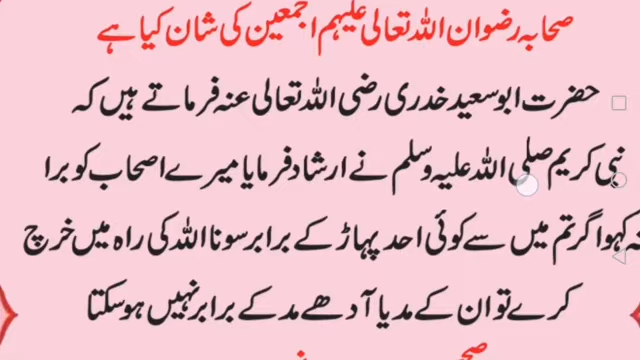 صحابہ رضوان اللہ تعالی علیہم اجمعین کی شان کیا ہے
حضرت ابو سعید خدری رضی اللہ تعالی عنہ فرماتے ہیں کہ
نبی کریم صلی اللہ علیہ وسلم نے ارشاد فرمایا میرے اصحاب کو برا
نہ کہو اگر تم میں سے کوئی احد پہاڑ کے برابر سونا اللہ کی راہ میں خرچ
کرے تو ان کے مد یا آدھے مد کے برابر نہیں ہو سکتا